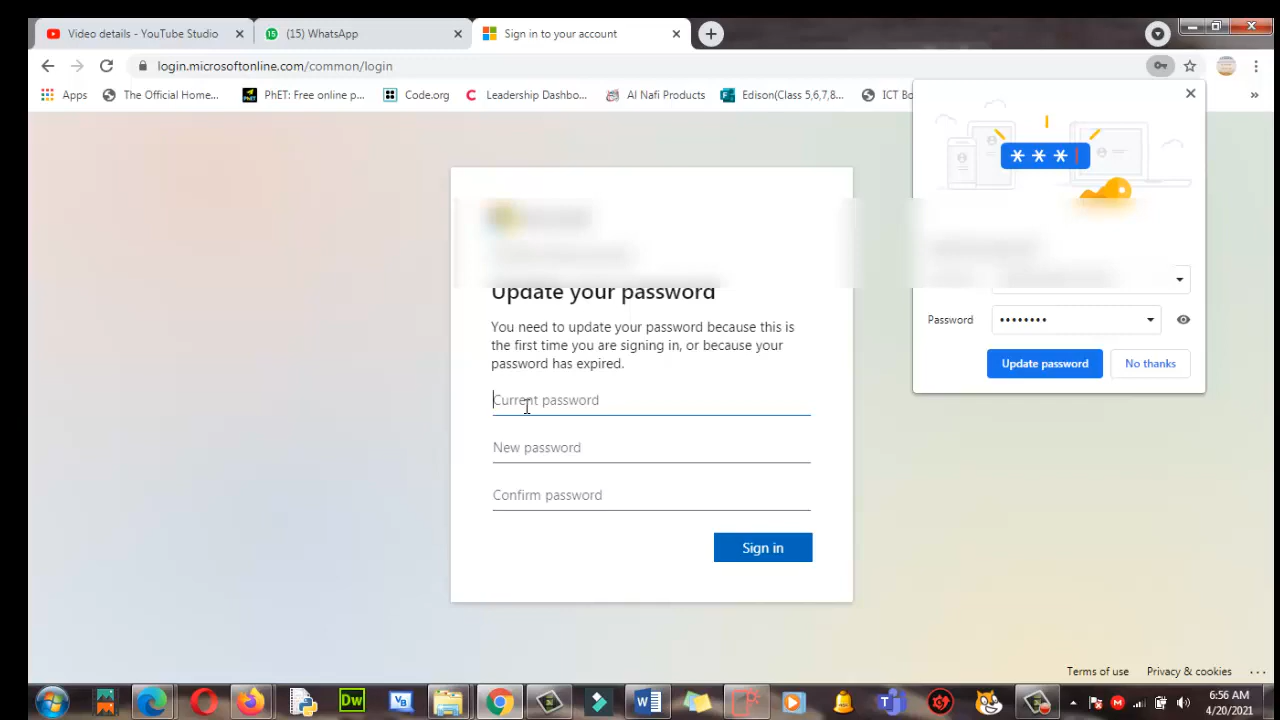 Video details - YouTube Studio
(15) WhatsApp
Sign in to your account
login.microsoftonline.com/common/login
Apps
The Official Home...
PhET: Free online p...
Code.org
Leadership Dashbo...
Al Nafi Products
Edison(Class 5,6,7,8...
ICT Bo
»
* * *
Update your password
You need to update your password because this is
the first time you are signing in, or because your
password has expired.
Current password
New password
Confirm password
Sign in
Password
••••••••
Update password
No thanks
Terms of use
Privacy & cookies
...
Dw
6:56 AM
4/20/2021